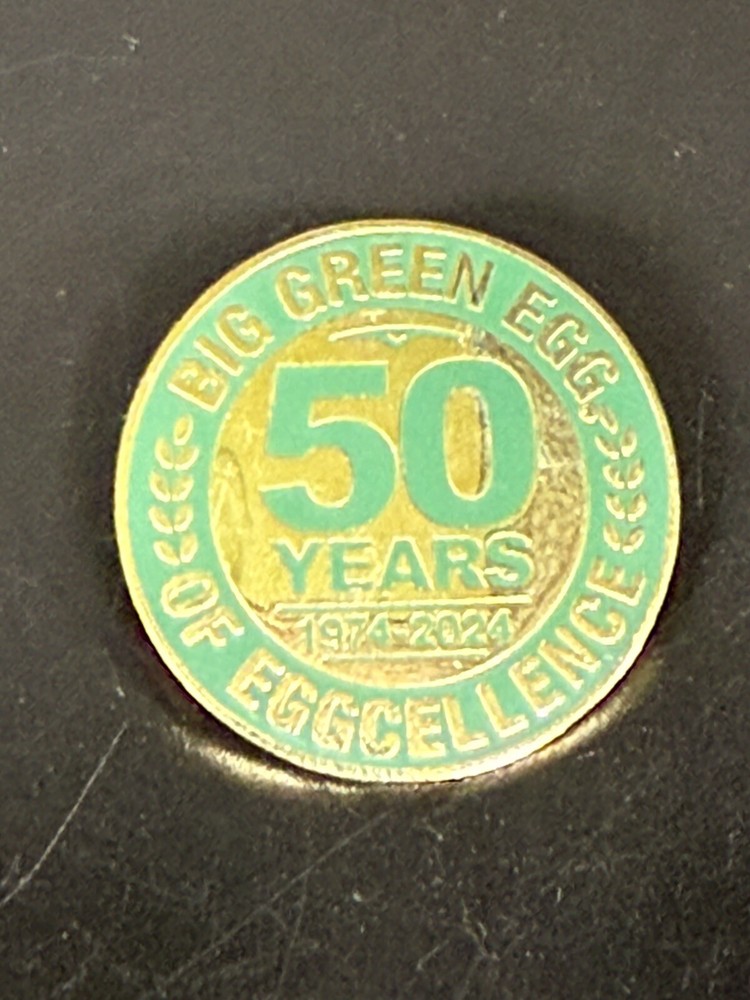 BIG GREEN EGG
50
YEARS
1974-2024
OF EGGCELLENCE